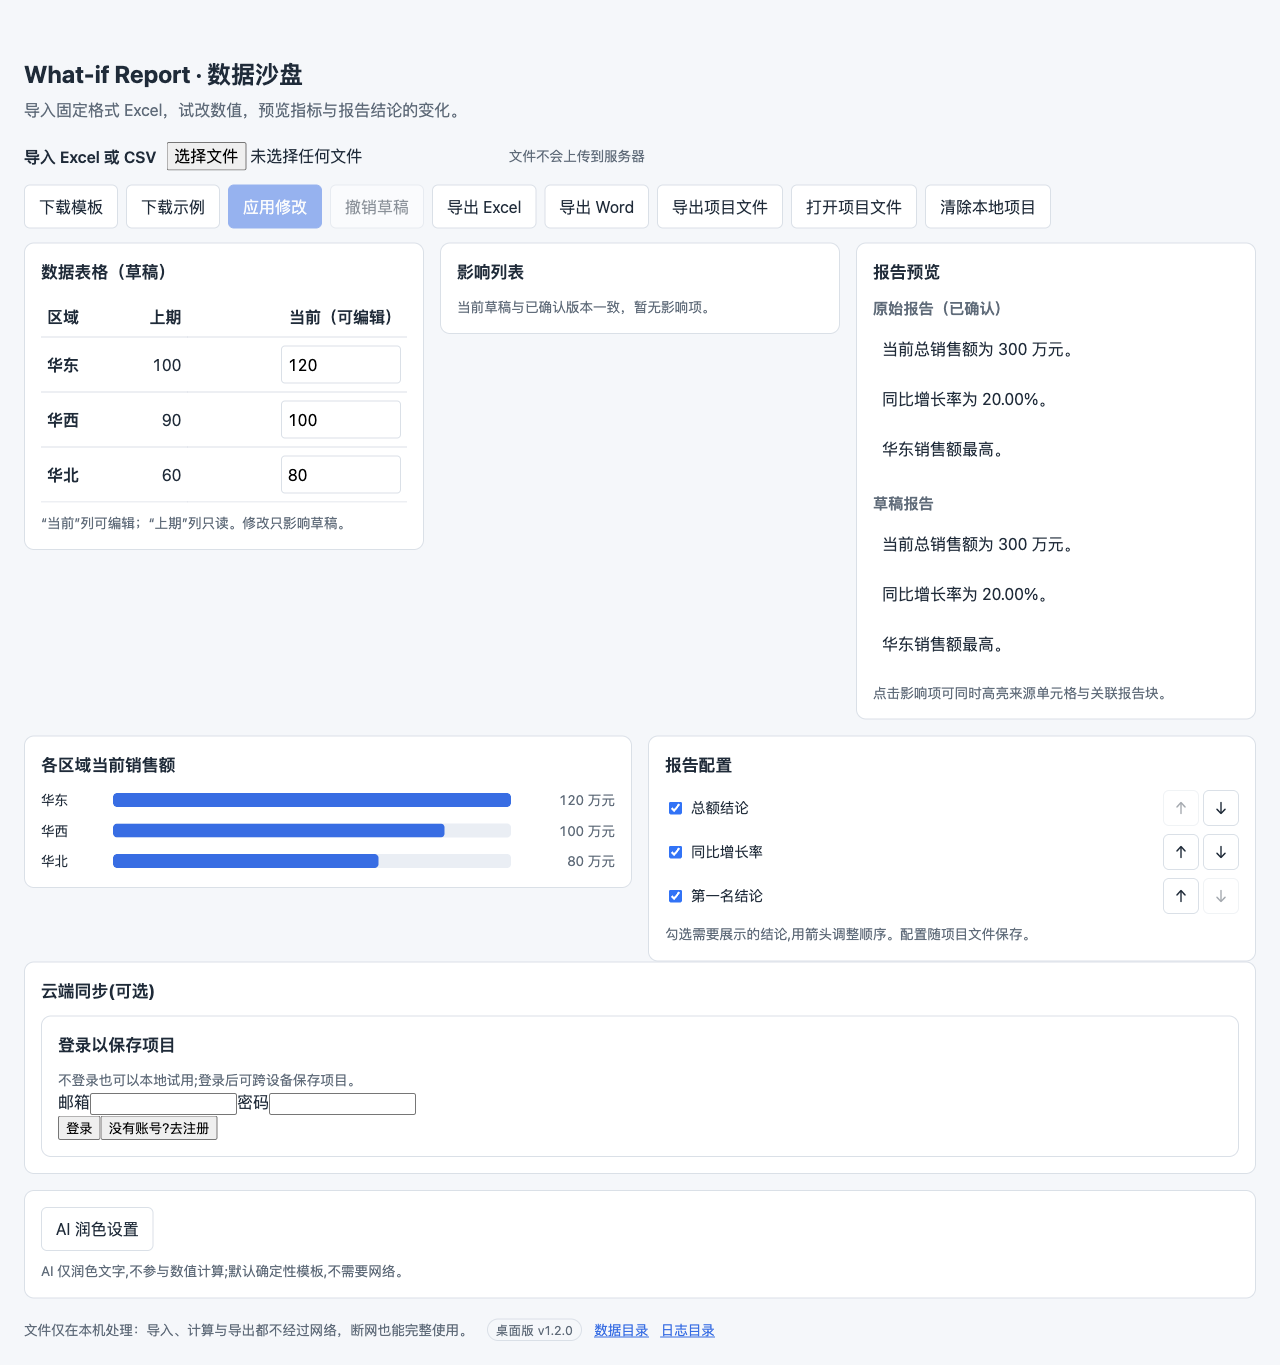 What-if Report · 数据沙盘
导入固定格式 Excel，试改数值，预览指标与报告结论的变化。
导入 Excel 或 CSV 选择文件 未选择任何文件 文件不会上传到服务器
下载模板 下载示例 应用修改 撤销草稿 导出 Excel 导出 Word 导出项目文件 打开项目文件 清除本地项目
数据表格（草稿）
区域 上期 当前（可编辑）
华东 100 120
华西 90 100
华北 60 80
“当前”列可编辑；“上期”列只读。修改只影响草稿。
影响列表
当前草稿与已确认版本一致，暂无影响项。
报告预览
原始报告（已确认）
当前总销售额为 300 万元。
同比增长率为 20.00%。
华东销售额最高。
草稿报告
当前总销售额为 300 万元。
同比增长率为 20.00%。
华东销售额最高。
点击影响项可同时高亮来源单元格与关联报告块。
各区域当前销售额
华东 120 万元
华西 100 万元
华北 80 万元
报告配置
总额结论 ↑ ↓
同比增长率 ↑ ↓
第一名结论 ↑ ↓
勾选需要展示的结论,用箭头调整顺序。配置随项目文件保存。
云端同步(可选)
登录以保存项目
不登录也可以本地试用;登录后可跨设备保存项目。
邮箱 密码
登录 没有账号?去注册
AI 润色设置
AI 仅润色文字,不参与数值计算;默认确定性模板,不需要网络。
文件仅在本机处理：导入、计算与导出都不经过网络，断网也能完整使用。 桌面版 v1.2.0 数据目录 日志目录